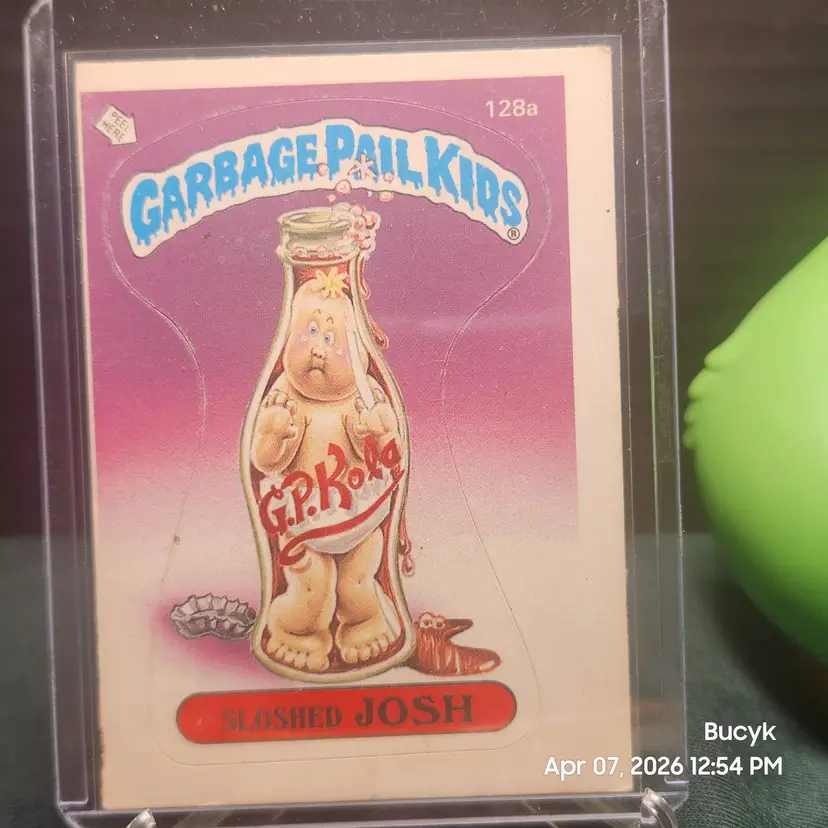 128a
PEEL
HERE
GARBAGE PAIL KIDS
®
G.P. Kola
SLOSHED JOSH
Bucyk
Apr 07, 2026 12:54 PM